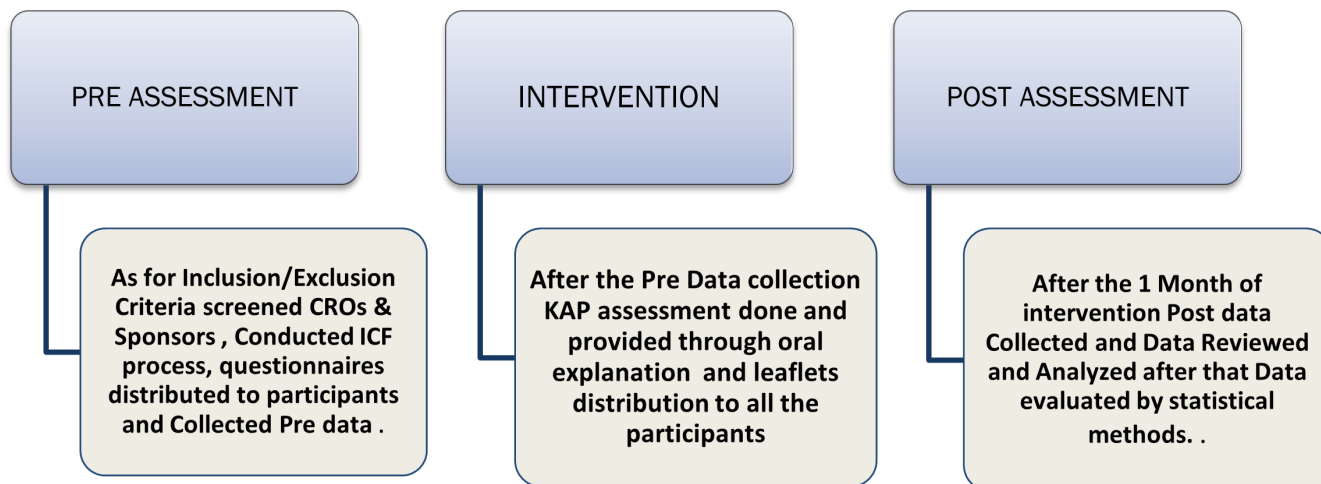 PRE ASSESSMENT
As for Inclusion/Exclusion
Criteria screened CROs &
Sponsors , Conducted ICF
process, questionnaires
distributed to participants
and Collected Pre data .
INTERVENTION
After the Pre Data collection
KAP assessment done and
provided through oral
explanation and leaflets
distribution to all the
participants
POST ASSESSMENT
After the 1 Month of
intervention Post data
Collected and Data Reviewed
and Analyzed after that Data
evaluated by statistical
methods. .